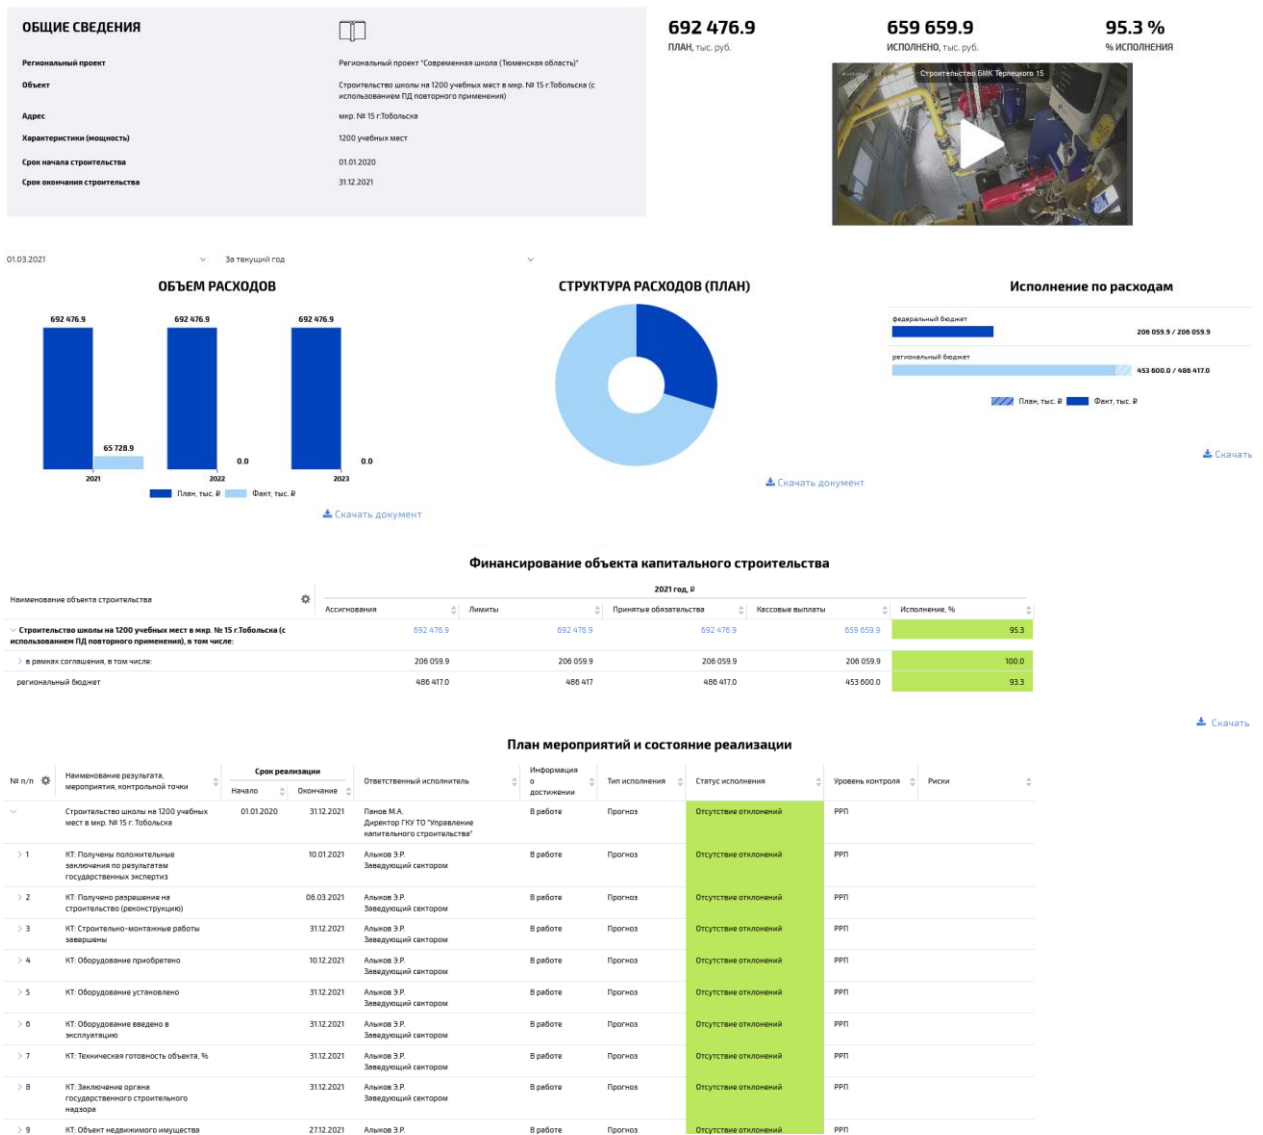 ОБЩИЕ СВЕДЕНИЯ
Региональный проект
Региональный проект "Современная школа (Тюменская область)"
Объект
Строительство школы на 1200 учебных мест в мкр. № 15 г.Тобольска (с
использованием ПД повторного применения)
Адрес
мкр. № 15 г.Тобольска
Характеристики (мощность)
1200 учебных мест
Срок начала строительства
01.01.2020
Срок окончания строительства
31.12.2021
692 476.9
ПЛАН, тыс. руб.
659 659.9
ИСПОЛНЕНО, тыс. руб.
95.3 %
% ИСПОЛНЕНИЯ
Строительство БМК Терпецкого 15
01.03.2021
За текущий год
ОБЪЕМ РАСХОДОВ
692 476.9
692 476.9
692 476.9
65 728.9
0.0
0.0
2021
2022
2023
План, тыс. ₽
Факт, тыс. ₽
Скачать документ
СТРУКТУРА РАСХОДОВ (ПЛАН)
Скачать документ
Исполнение по расходам
федеральный бюджет
206 059.9 / 206 059.9
региональный бюджет
453 600.0 / 486 417.0
План, тыс. ₽
Факт, тыс. ₽
Скачать
Финансирование объекта капитального строительства
Наименование объекта строительства
2021 год, ₽
Ассигнования
Лимиты
Принятые обязательства
Кассовые выплаты
Исполнение, %
Строительство школы на 1200 учебных мест в мкр. № 15 г.Тобольска (с
использованием ПД повторного применения), в том числе:
692 476.9
692 476.9
692 476.9
659 659.9
95.3
в рамках соглашения, в том числе:
206 059.9
206 059.9
206 059.9
206 059.9
100.0
региональный бюджет
486 417.0
486 417
486 417.0
453 600.0
93.3
Скачать
План мероприятий и состояние реализации
№ п/п
Наименование результата,
мероприятия, контрольной точки
Срок реализации
Начало
Окончание
Ответственный исполнитель
Информация
о
достижении
Тип исполнения
Статус исполнения
Уровень контроля
Риски
Строительство школы на 1200 учебных
мест в мкр. № 15 г. Тобольска
01.01.2020
31.12.2021
Панов М.А.
Директор ГКУ ТО "Управление
капитального строительства"
В работе
Прогноз
Отсутствие отклонений
РРП
1
КТ: Получены положительные
заключения по результатам
государственных экспертиз
10.01.2021
Алыков Э.Р.
Заведующий сектором
В работе
Прогноз
Отсутствие отклонений
РРП
2
КТ: Получено разрешение на
строительство (реконструкцию)
06.03.2021
Алыков Э.Р.
Заведующий сектором
В работе
Прогноз
Отсутствие отклонений
РРП
3
КТ: Строительно-монтажные работы
завершены
31.12.2021
Алыков Э.Р.
Заведующий сектором
В работе
Прогноз
Отсутствие отклонений
РРП
4
КТ: Оборудование приобретено
10.12.2021
Алыков Э.Р.
Заведующий сектором
В работе
Прогноз
Отсутствие отклонений
РРП
5
КТ: Оборудование установлено
31.12.2021
Алыков Э.Р.
Заведующий сектором
В работе
Прогноз
Отсутствие отклонений
РРП
6
КТ: Оборудование введено в
эксплуатацию
31.12.2021
Алыков Э.Р.
Заведующий сектором
В работе
Прогноз
Отсутствие отклонений
РРП
7
КТ: Техническая готовность объекта, %
31.12.2021
Алыков Э.Р.
Заведующий сектором
В работе
Прогноз
Отсутствие отклонений
РРП
8
КТ: Заключение органа
государственного строительного
надзора
31.12.2021
Алыков Э.Р.
Заведующий сектором
В работе
Прогноз
Отсутствие отклонений
РРП
9
КТ: Объект недвижимого имущества
27.12.2021
Алыков Э.Р.
В работе
Прогноз
Отсутствие отклонений
РРП